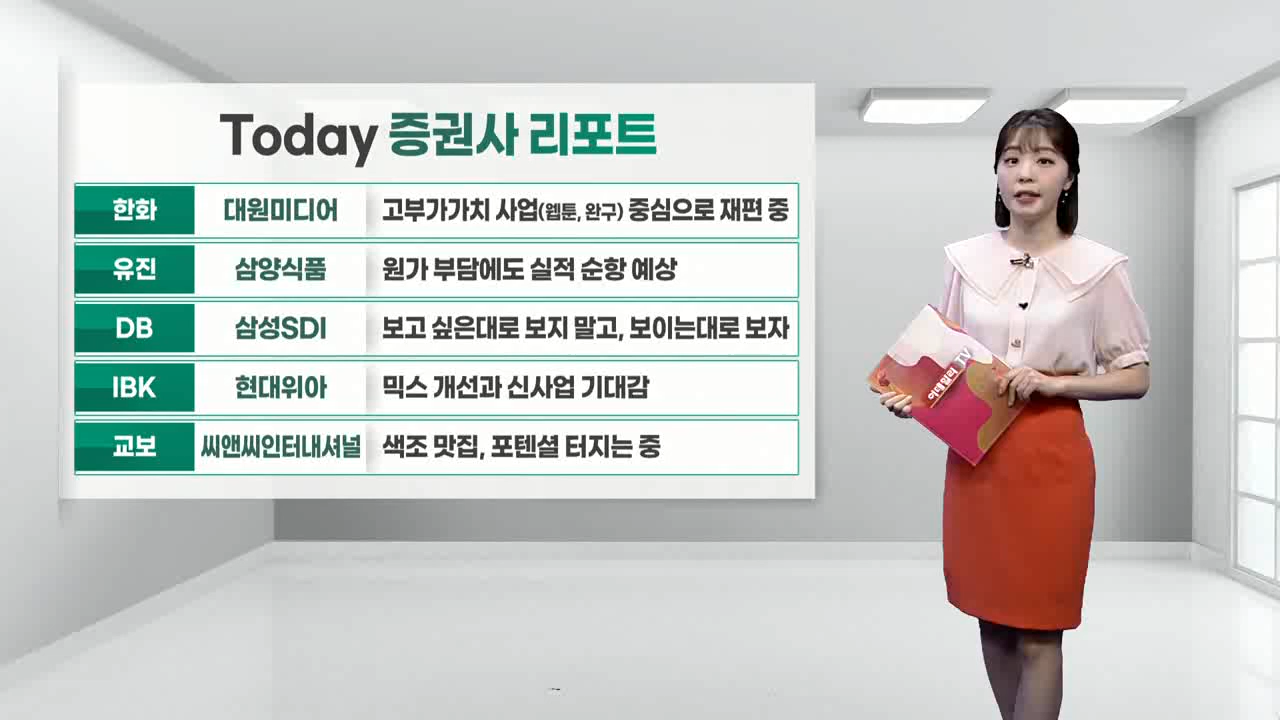 Today 증권사 리포트
한화 대원미디어 고부가가치 사업(웹툰, 완구) 중심으로 재편 중
유진 삼양식품 원가 부담에도 실적 순항 예상
DB 삼성SDI 보고 싶은대로 보지 말고, 보이는대로 보자
IBK 현대위아 믹스 개선과 신사업 기대감
교보 씨앤씨인터내셔널 색조 맛집, 포텐셜 터지는 중
이데일리 TV